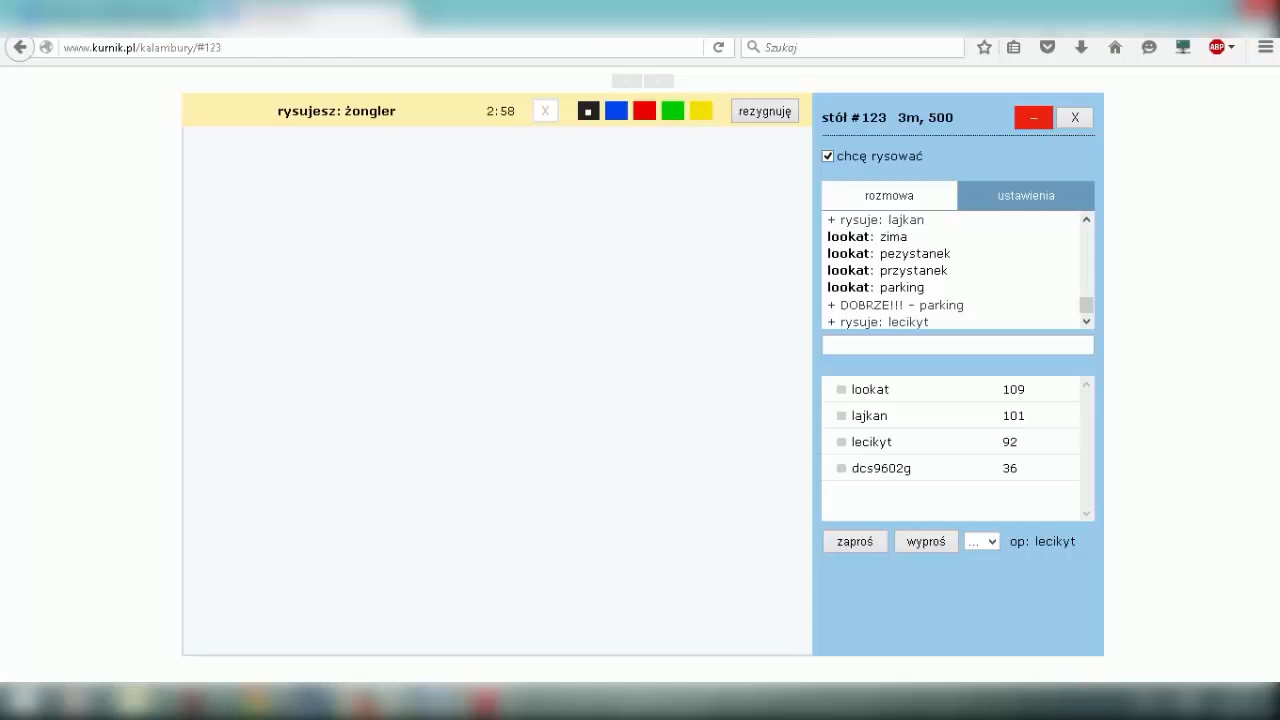 www.kurnik.pl/kalambury/#123
Szukaj
ABP
rysujesz: żongler
2:58
X
rezygnuję
stół #123 3m, 500
–
X
chcę rysować
rozmowa
ustawienia
+ rysuje: lajkan
lookat: zima
lookat: pezystanek
lookat: przystanek
lookat: parking
+ DOBRZE!!! – parking
+ rysuje: lecikyt
lookat 109
lajkan 101
lecikyt 92
dcs9602g 36
zaproś
wyproś
...
op: lecikyt